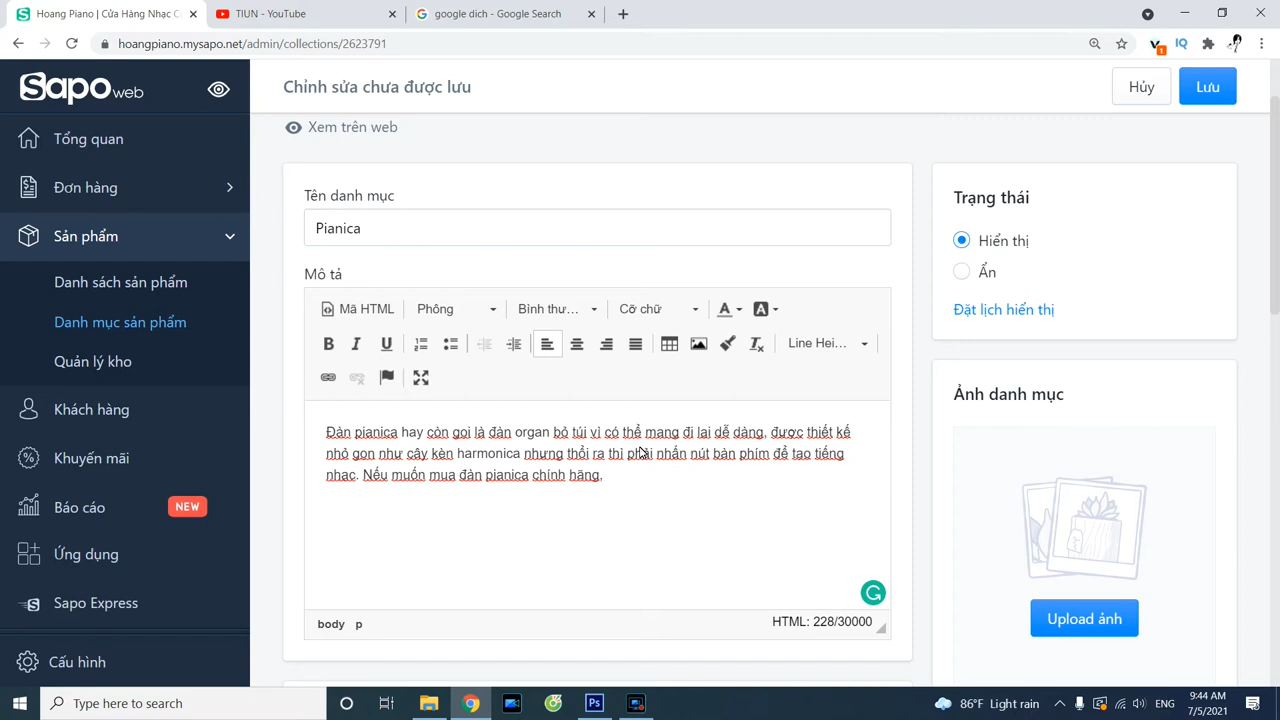 Hoang Piano | Cửa Hàng Nhạc C
TIUN - YouTube
google dich - Google Search
hoangpiano.mysapo.net/admin/collections/2623791
IQ
1
Sapo web
Chỉnh sửa chưa được lưu
Hủy
Lưu
Tổng quan
Đơn hàng
Sản phẩm
Danh sách sản phẩm
Danh mục sản phẩm
Quản lý kho
Khách hàng
Khuyến mãi
Báo cáo
NEW
Ứng dụng
Sapo Express
Cấu hình
Xem trên web
Tên danh mục
Pianica
Mô tả
Mã HTML
Phông
Bình thư...
Cỡ chữ
Line Hei...
Đàn pianica hay còn gọi là đàn organ bỏ túi vì có thể mang đi lại dễ dàng, được thiết kế
nhỏ gọn như cây kèn harmonica nhưng thổi ra thì phải nhấn nút bàn phím để tạo tiếng
nhạc. Nếu muốn mua đàn pianica chính hãng,
body p
HTML: 228/30000
Trạng thái
Hiển thị
Ẩn
Đặt lịch hiển thị
Ảnh danh mục
Upload ảnh
Type here to search
86°F Light rain
ENG
9:44 AM
7/5/2021